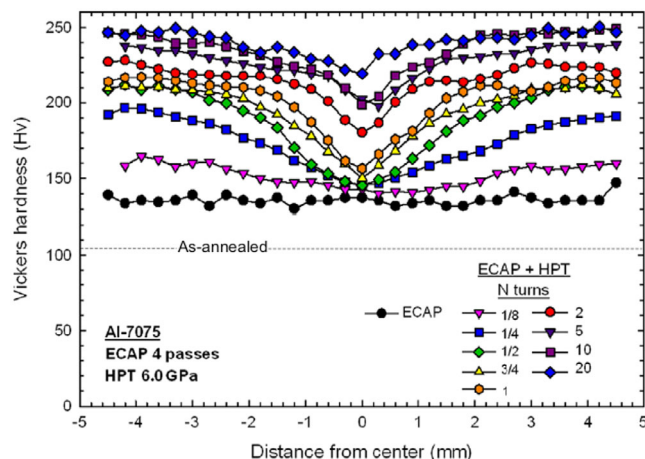 250
200
150
100
50
0
Vickers hardness (Hv)
As-annealed
ECAP + HPT
N turns
ECAP
1/8
1/4
1/2
3/4
1
2
5
10
20
Al-7075
ECAP 4 passes
HPT 6.0 GPa
-5 -4 -3 -2 -1 0 1 2 3 4 5
Distance from center (mm)